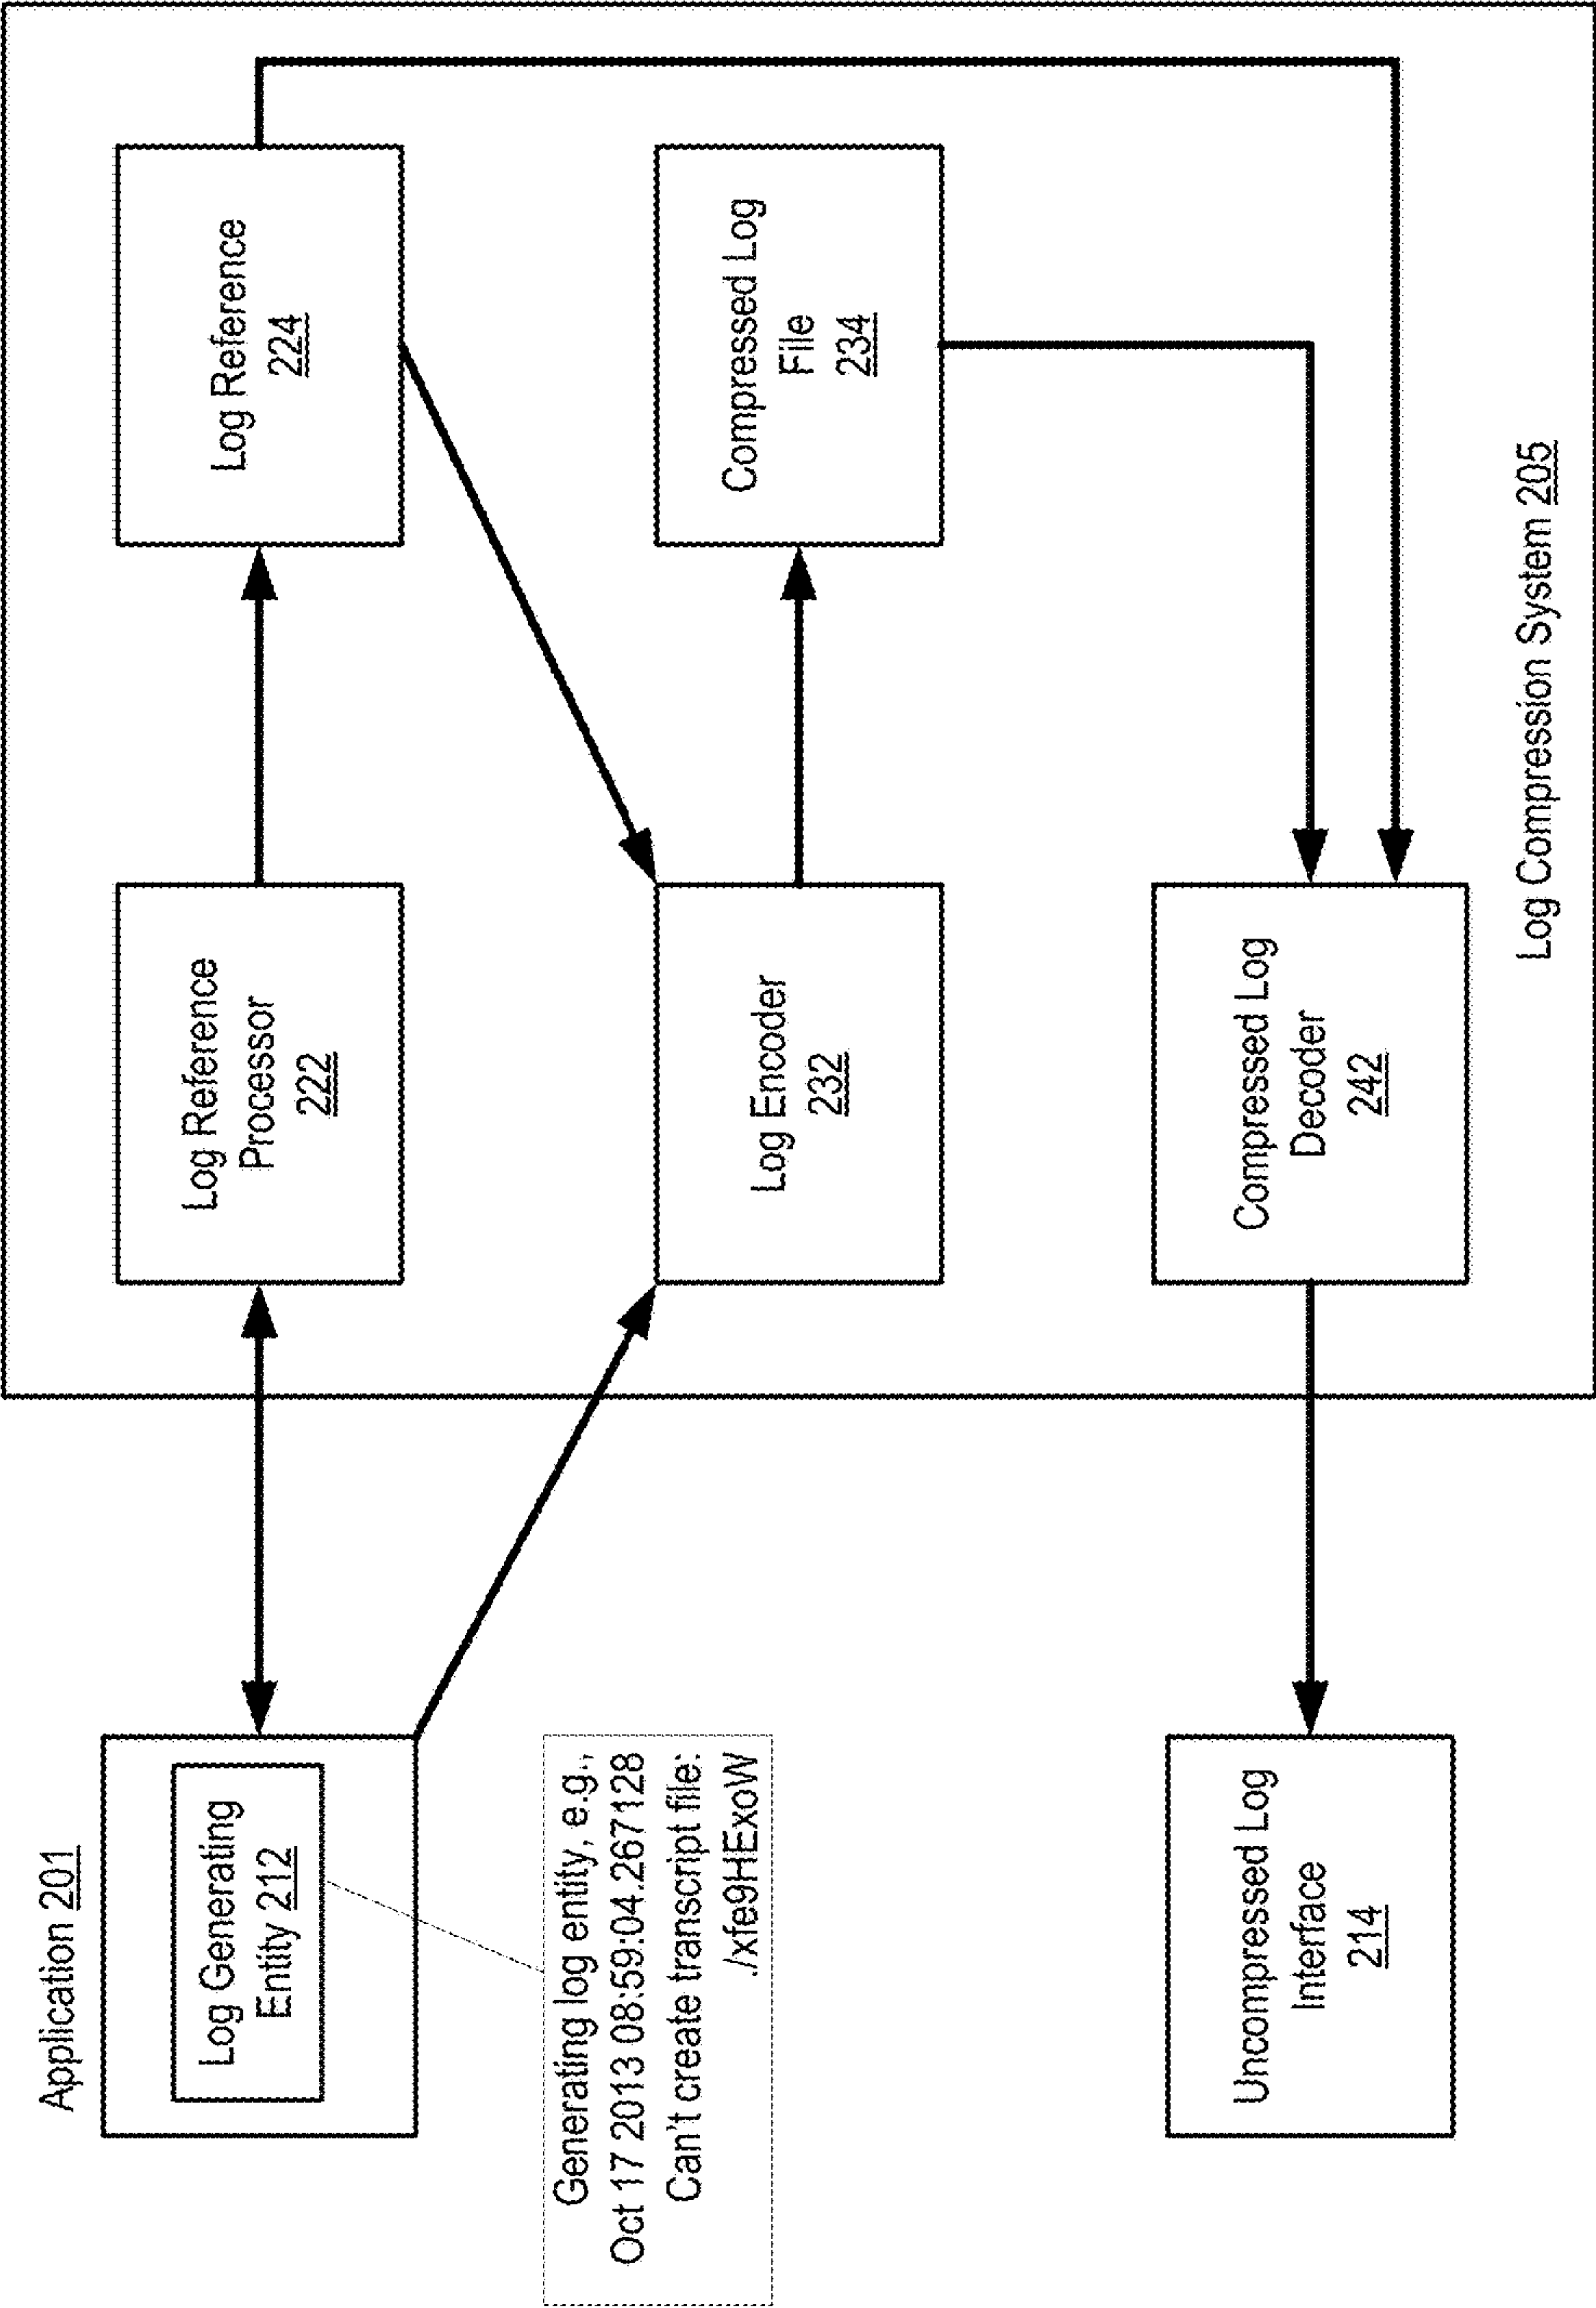 Application 201
Log Generating
Entity 212
Generating log entity, e.g.,
Oct 17 2013 08:59:04.267128
Can't create transcript file:
./xfe9HExoW
Uncompressed Log
Interface
214
Log Reference
Processor
222
Log Reference
224
Log Encoder
232
Compressed Log
File
234
Compressed Log
Decoder
242
Log Compression System 205